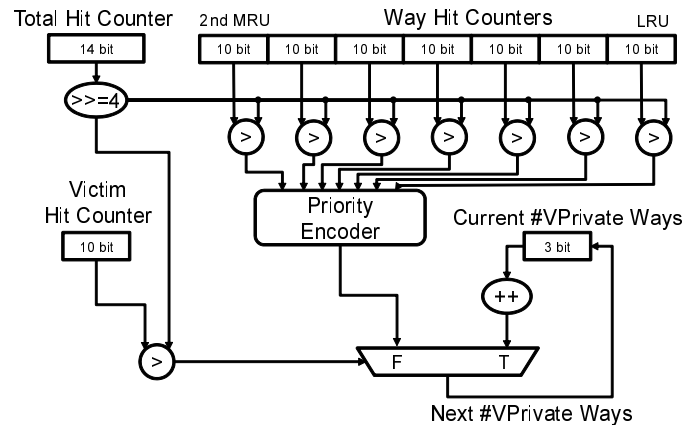 Total Hit Counter
2nd MRU
Way Hit Counters
LRU
14 bit
10 bit
10 bit
10 bit
10 bit
10 bit
10 bit
10 bit
>>=4
>
>
>
>
>
>
>
Victim
Hit Counter
10 bit
Priority
Encoder
Current #VPrivate Ways
3 bit
++
>
F
T
Next #VPrivate Ways